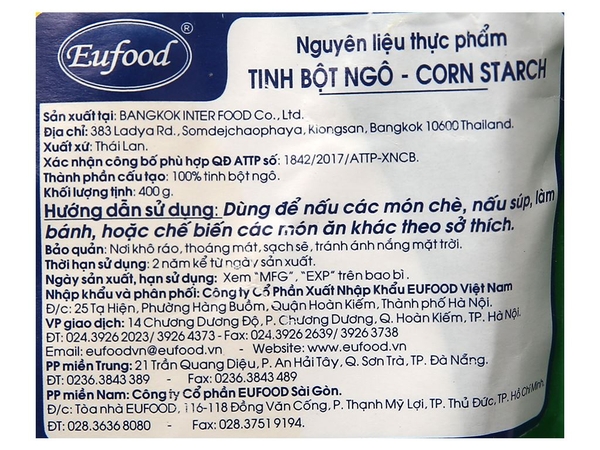 Eufood ®
Nguyên liệu thực phẩm
TINH BỘT NGÔ - CORN STARCH
Sản xuất tại: BANGKOK INTER FOOD Co., Ltd.
Địa chỉ: 383 Ladya Rd., Somdejchaophaya, Klongsan, Bangkok 10600 Thailand.
Xuất xứ: Thái Lan.
Xác nhận công bố phù hợp QĐ ATTP số: 1842/2017/ATTP-XNCB.
Thành phần cấu tạo: 100% tinh bột ngô.
Khối lượng tịnh: 400 g.
Hướng dẫn sử dụng: Dùng để nấu các món chè, nấu súp, làm
bánh, hoặc chế biến các món ăn khác theo sở thích.
Bảo quản: Nơi khô ráo, thoáng mát, sạch sẽ, tránh ánh nắng mặt trời.
Thời hạn sử dụng: 2 năm kể từ ngày sản xuất.
Ngày sản xuất, hạn sử dụng: Xem "MFG", "EXP" trên bao bì.
Nhập khẩu và phân phối: Công ty Cổ Phần Xuất Nhập Khẩu EUFOOD Việt Nam
Đ/c: 25 Tạ Hiện, Phường Hàng Buồm, Quận Hoàn Kiếm, Thành phố Hà Nội.
VP giao dịch: 14 Chương Dương Độ, P. Chương Dương, Q. Hoàn Kiếm, TP. Hà Nội.
ĐT: 024.3926 2023/ 3926 4373 - Fax: 024.3926 2639/ 3926 3738
Email: eufoodvn@eufood.vn - Website: www.eufood.vn
PP miền Trung: 21 Trần Quang Diệu, P. An Hải Tây, Q. Sơn Trà, TP. Đà Nẵng.
ĐT: 0236.3843 389 - Fax: 0236.3843 489
PP miền Nam: Công ty Cổ phần EUFOOD Sài Gòn.
Đ/c: Tòa nhà EUFOOD, 116-118 Đồng Văn Cống, P. Thạnh Mỹ Lợi, TP. Thủ Đức, TP. Hồ Chí Minh.
ĐT: 028.3636 8080 - Fax: 028.3751 9194.